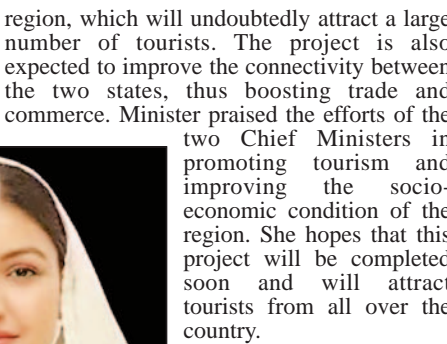 region, which will undoubtedly attract a large
number of tourists. The project is also
expected to improve the connectivity between
the two states, thus boosting trade and
commerce. Minister praised the efforts of the
two Chief Ministers in
promoting tourism and
improving the socio-
economic condition of the
region. She hopes that this
project will be completed
soon and will attract
tourists from all over the
country.